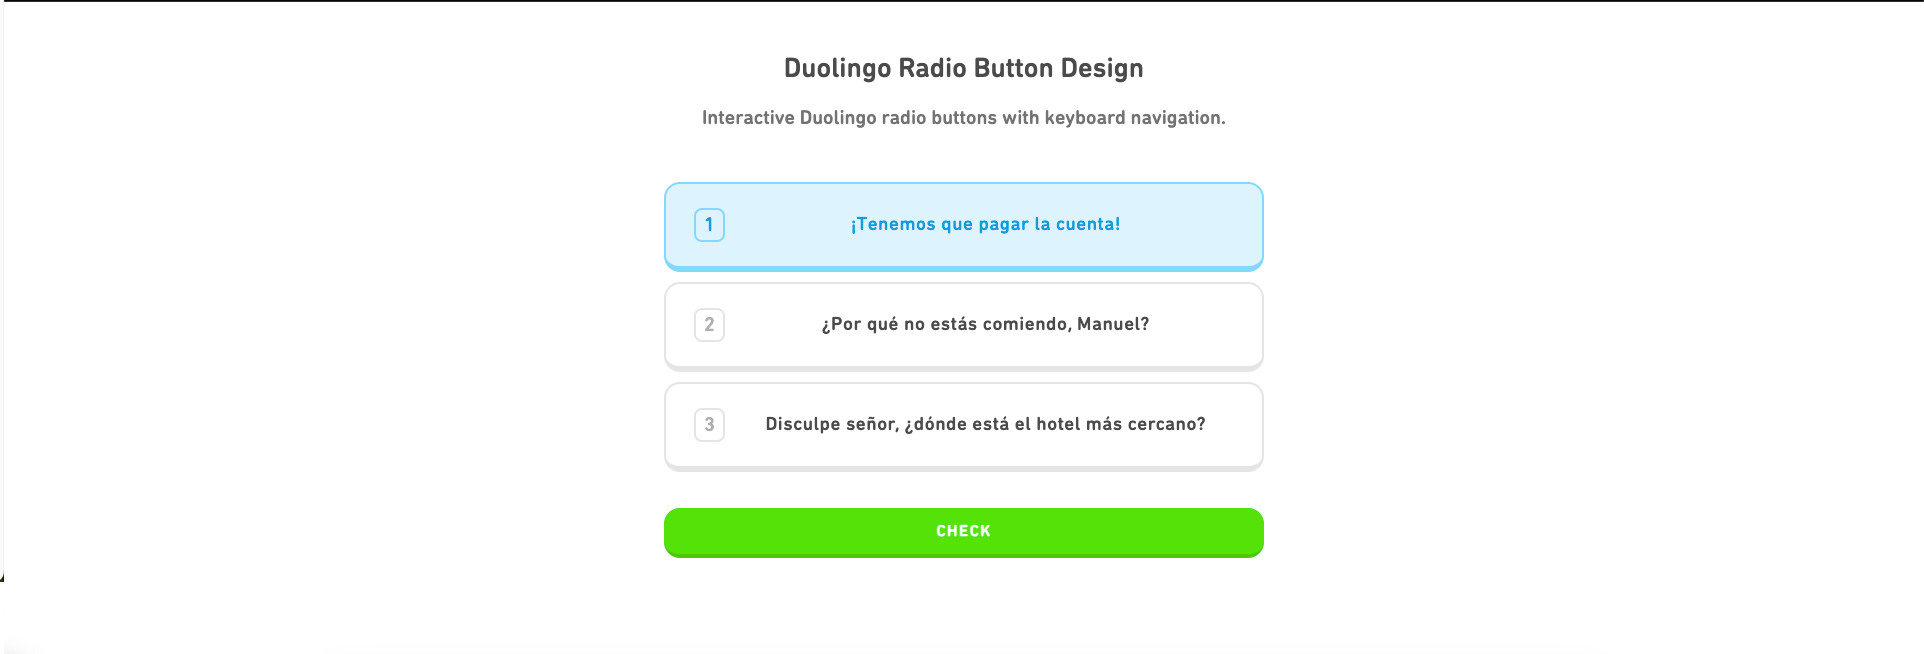 Duolingo Radio Button Design
Interactive Duolingo radio buttons with keyboard navigation.
1 ¡Tenemos que pagar la cuenta!
2 ¿Por qué no estás comiendo, Manuel?
3 Disculpe señor, ¿dónde está el hotel más cercano?
CHECK